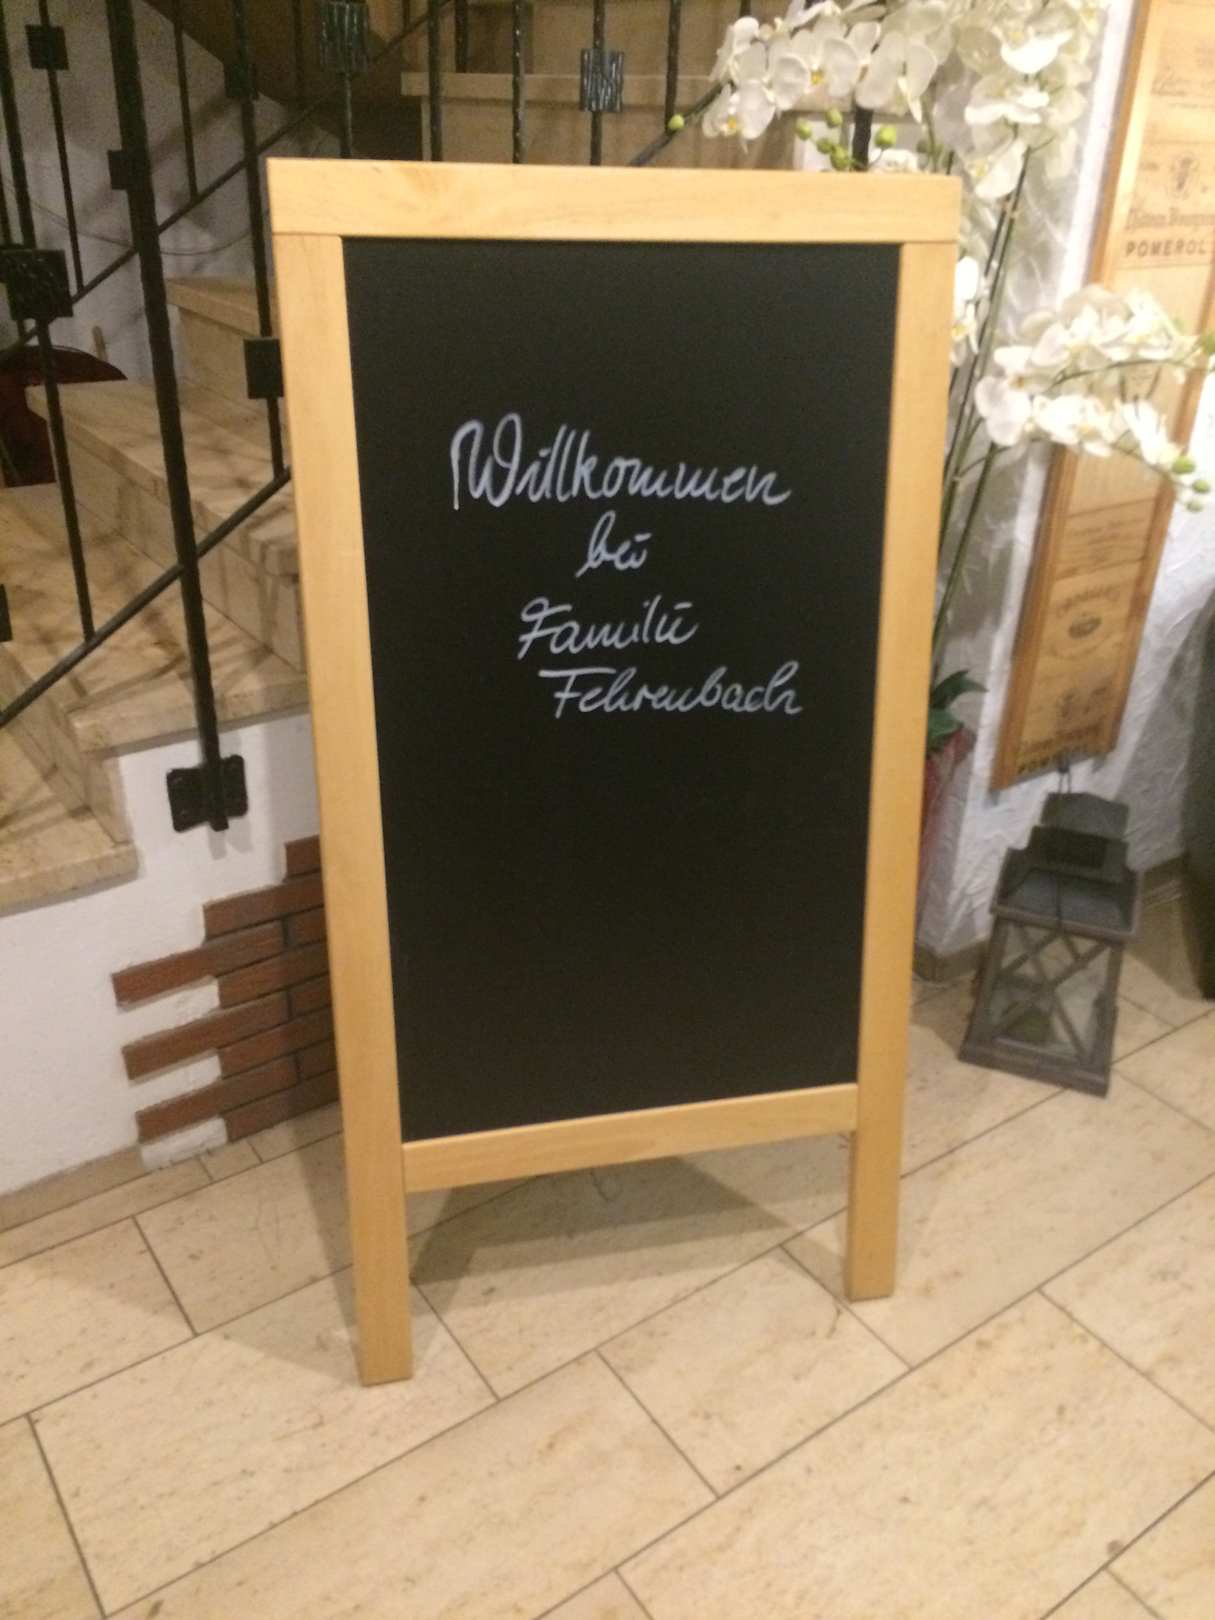 Willkommen
bei
Familie
Fehrenbach
POMEROL